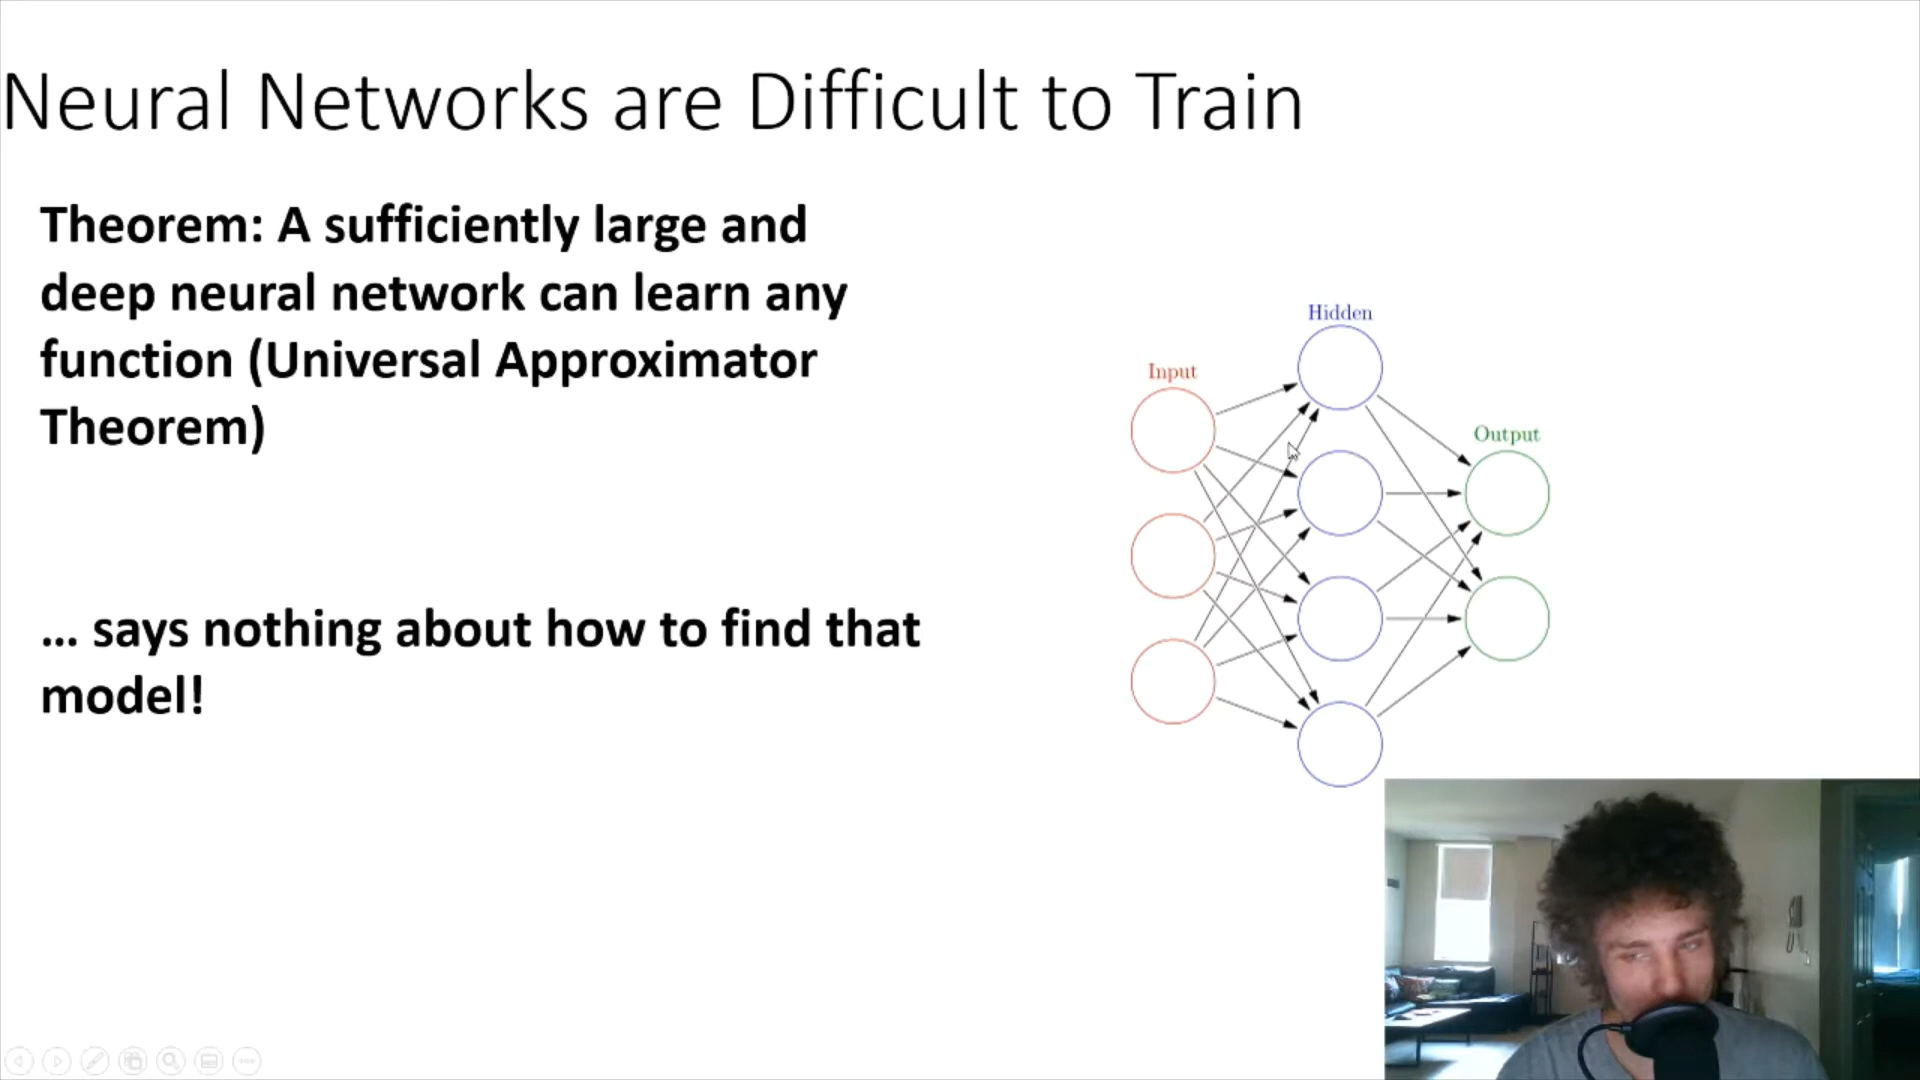 Neural Networks are Difficult to Train
Theorem: A sufficiently large and
deep neural network can learn any
function (Universal Approximator
Theorem)
... says nothing about how to find that
model!
Hidden
Input
Output